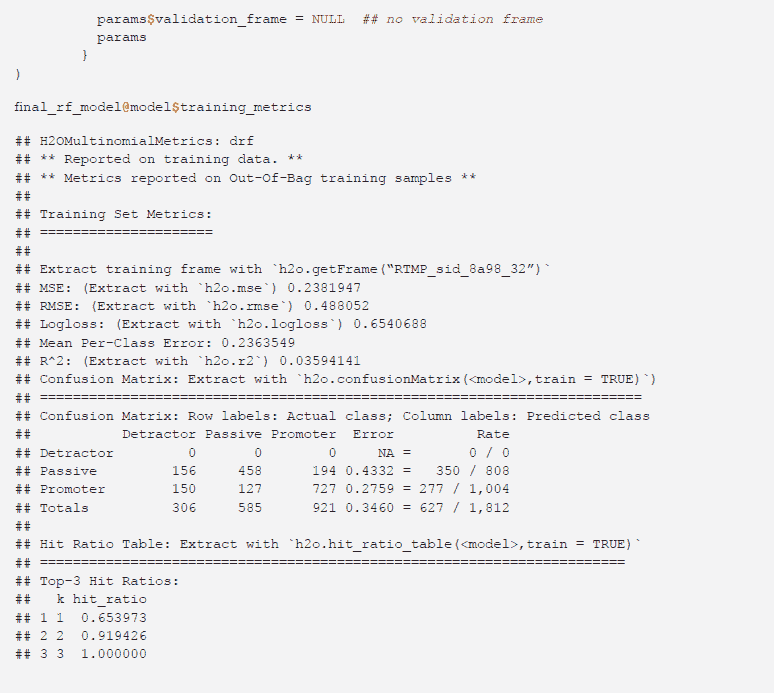 params$validation_frame = NULL  ## no validation frame
params
}
)
final_rf_model@model$training_metrics
## H2OMultinomialMetrics: drf
## ** Reported on training data. **
## ** Metrics reported on Out-Of-Bag training samples **
##
## Training Set Metrics:
## =====================
##
## Extract training frame with `h2o.getFrame(“RTMP_sid_8a98_32”)`
## MSE: (Extract with `h2o.mse`) 0.2381947
## RMSE: (Extract with `h2o.rmse`) 0.488052
## Logloss: (Extract with `h2o.logloss`) 0.6540688
## Mean Per-Class Error: 0.2363549
## R^2: (Extract with `h2o.r2`) 0.03594141
## Confusion Matrix: Extract with `h2o.confusionMatrix(<model>,train = TRUE)`)
## =========================================================================
## Confusion Matrix: Row labels: Actual class; Column labels: Predicted class
##           Detractor Passive Promoter  Error          Rate
## Detractor         0       0        0     NA =       0 / 0
## Passive         156     458      194 0.4332 =   350 / 808
## Promoter        150     127      727 0.2759 = 277 / 1,004
## Totals          306     585      921 0.3460 = 627 / 1,812
##
## Hit Ratio Table: Extract with `h2o.hit_ratio_table(<model>,train = TRUE)`
## =======================================================================
## Top-3 Hit Ratios:
##   k hit_ratio
## 1 1  0.653973
## 2 2  0.919426
## 3 3  1.000000